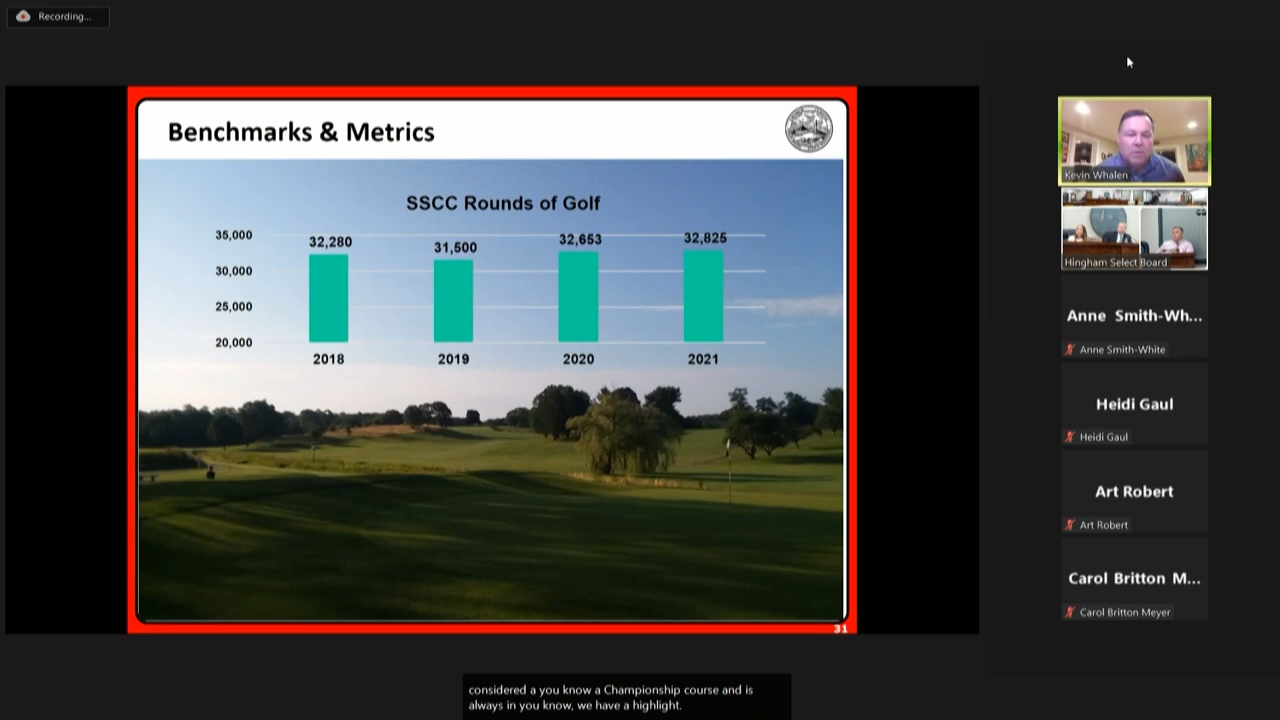 Recording...
Benchmarks & Metrics
SSCC Rounds of Golf
35,000
30,000
25,000
20,000
32,280
31,500
32,653
32,825
2018
2019
2020
2021
31
Kevin Whalen
Hingham Select Board
Anne Smith-Wh...
Anne Smith-White
Heidi Gaul
Heidi Gaul
Art Robert
Art Robert
Carol Britton M...
Carol Britton Meyer
considered a you know a Championship course and is
always in you know, we have a highlight.